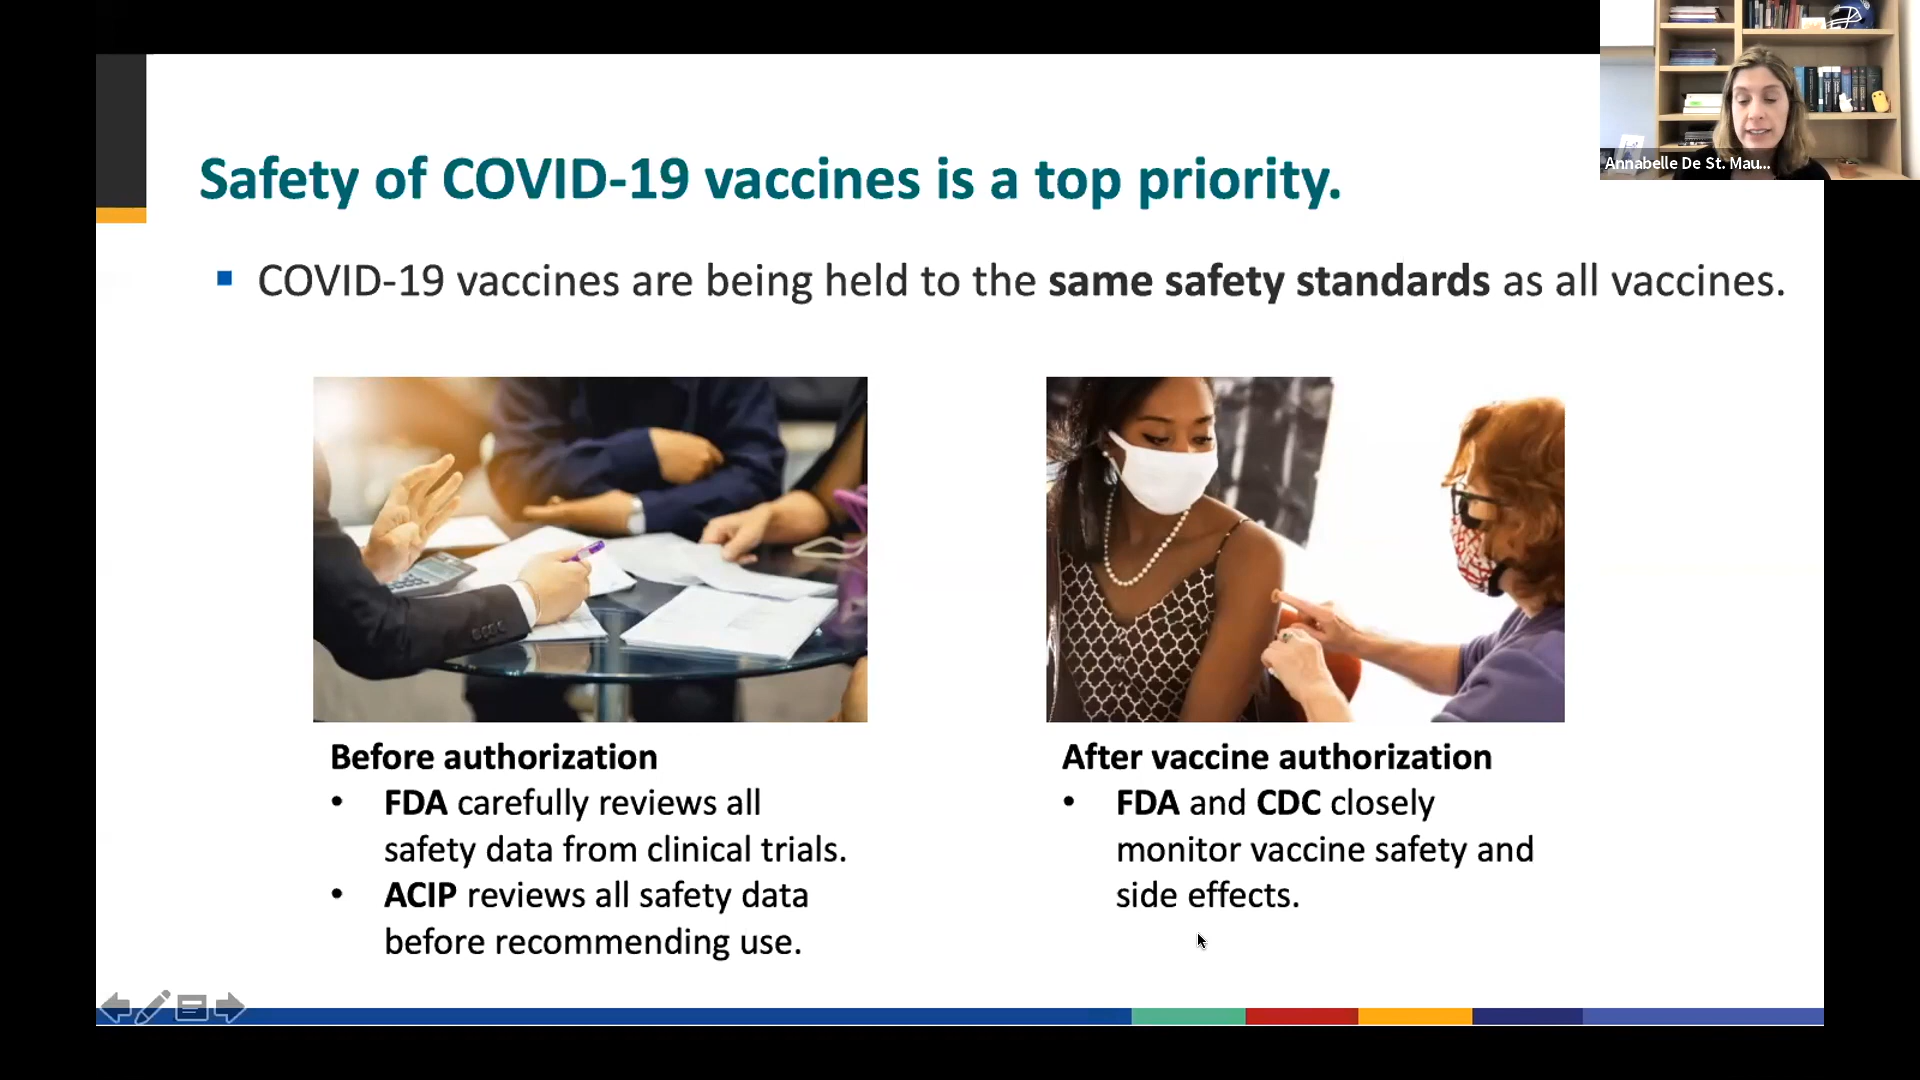 Safety of COVID-19 vaccines is a top priority.
COVID-19 vaccines are being held to the same safety standards as all vaccines.
Before authorization
FDA carefully reviews all
safety data from clinical trials.
ACIP reviews all safety data
before recommending use.
After vaccine authorization
FDA and CDC closely
monitor vaccine safety and
side effects.
Annabelle De St. Mau...